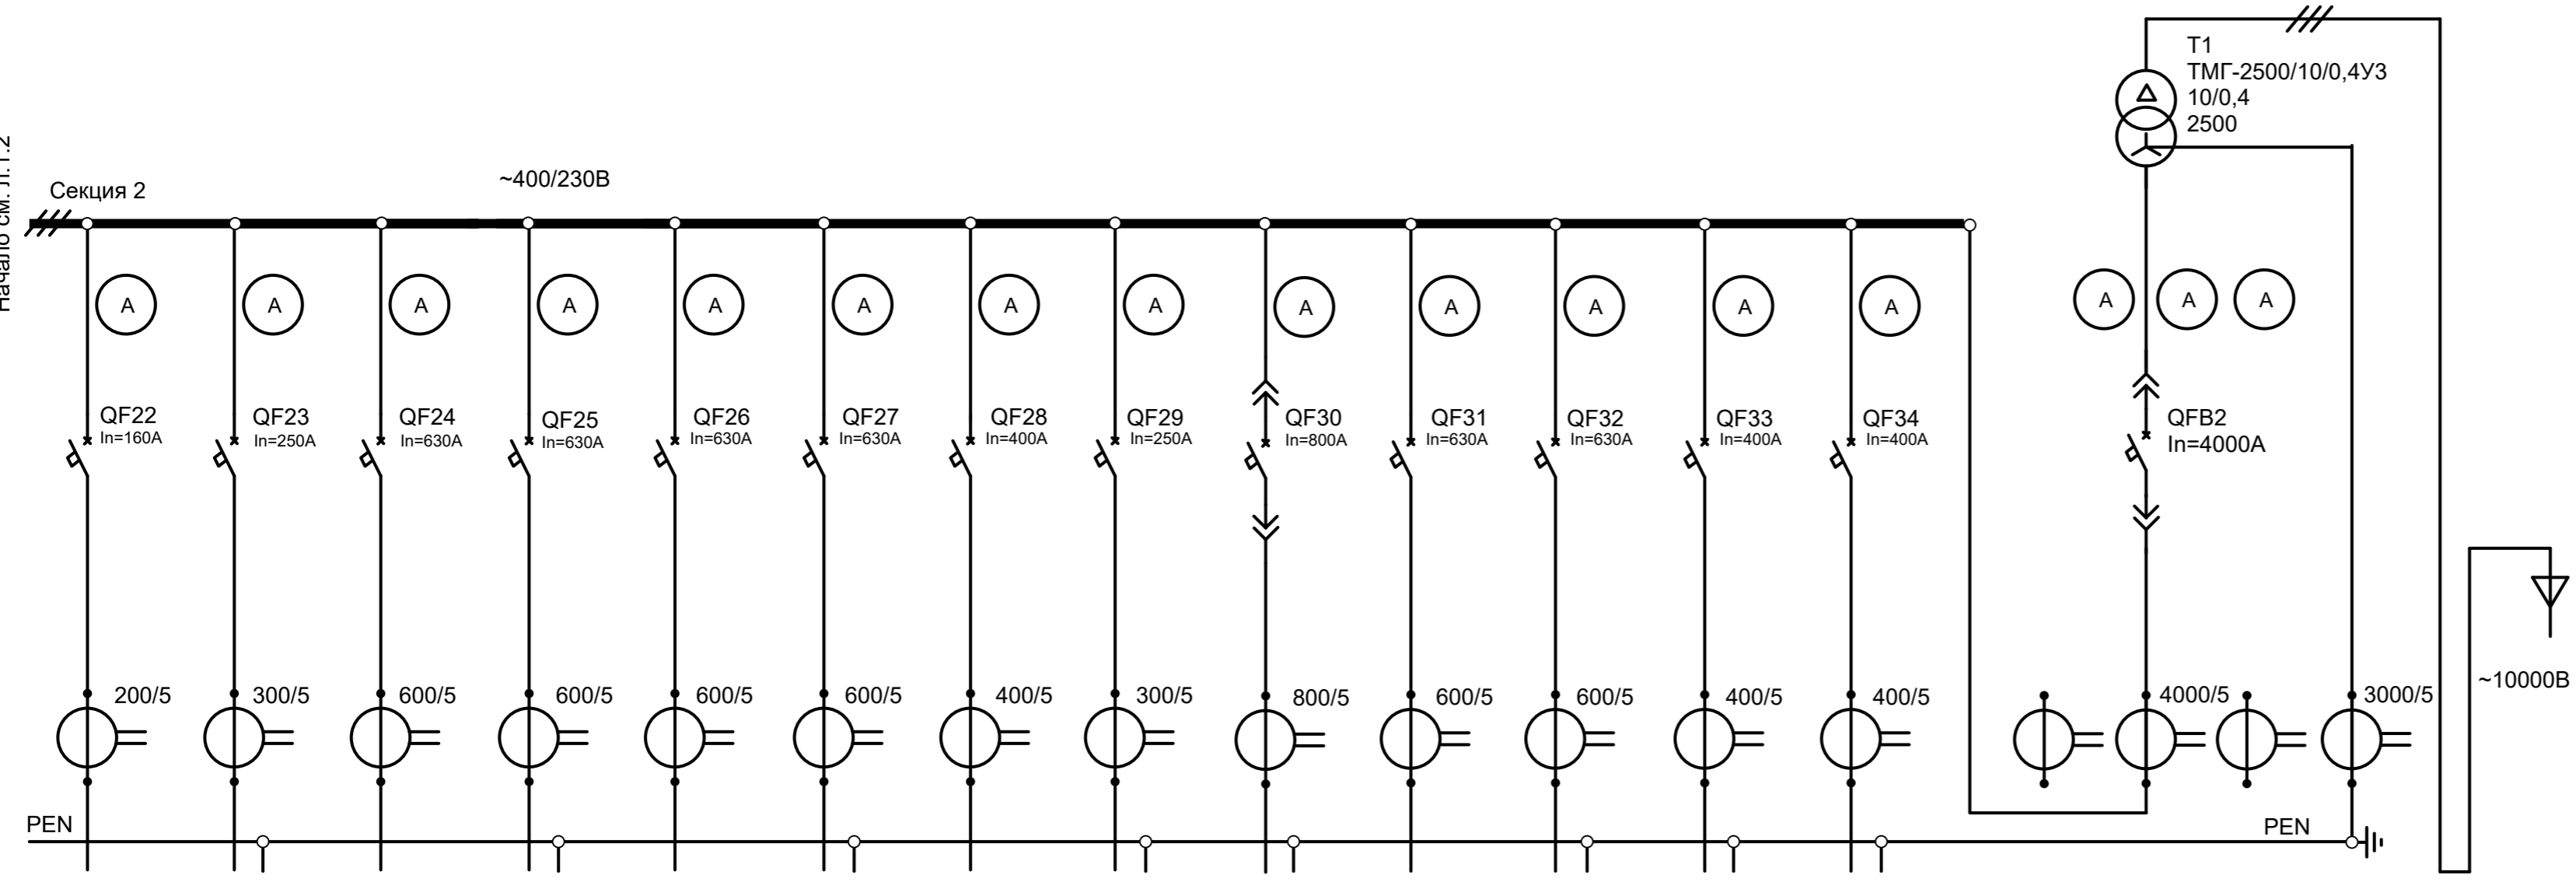 T1
ТМГ-2500/10/0,4У3
10/0,4
2500
Начало см. Л.1.2
Секция 2
~400/230В
A A A A A A A A A A A A A A A A
QF22
In=160A
QF23
In=250A
QF24
In=630A
QF25
In=630A
QF26
In=630A
QF27
In=630A
QF28
In=400A
QF29
In=250A
QF30
In=800A
QF31
In=630A
QF32
In=630A
QF33
In=400A
QF34
In=400A
QFB2
In=4000A
200/5
300/5
600/5
600/5
600/5
600/5
400/5
300/5
800/5
600/5
600/5
400/5
400/5
4000/5
3000/5
~10000В
PEN
PEN